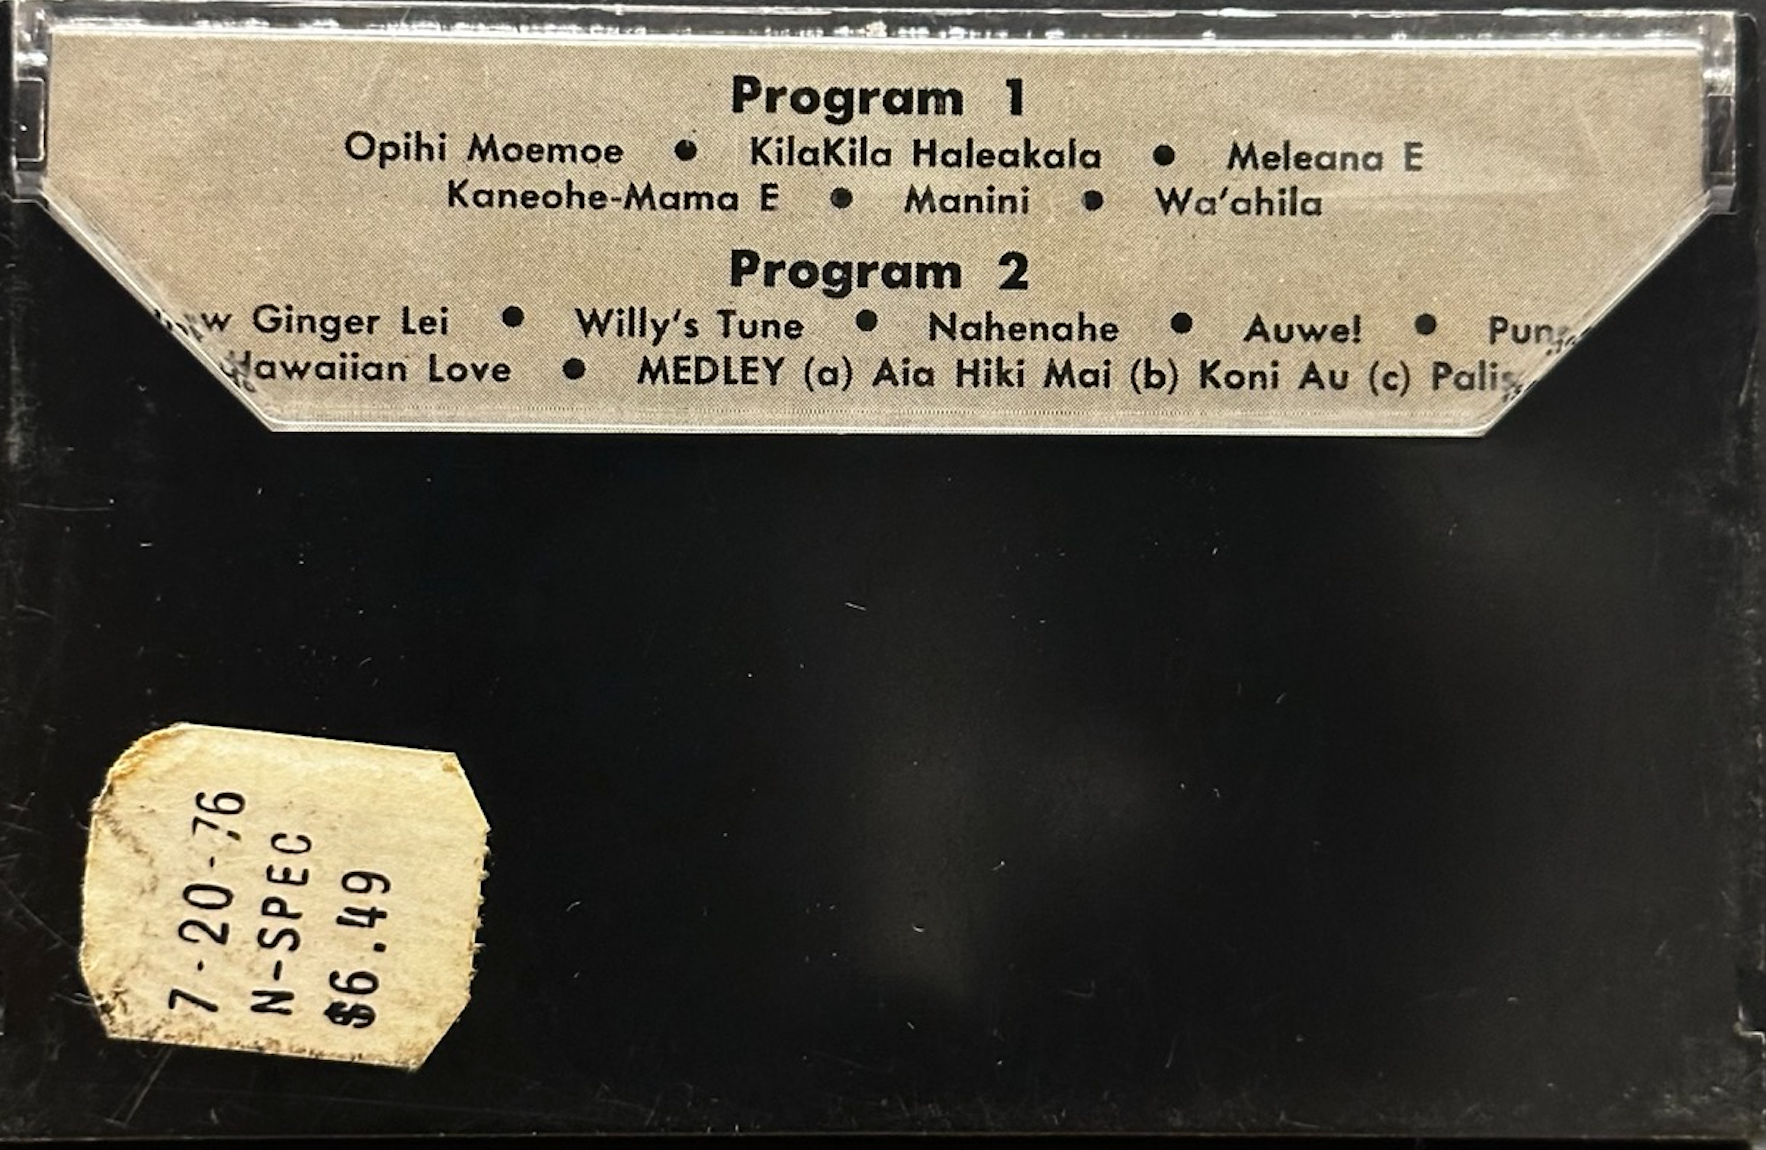 Program 1
Opihi Moemoe • KilaKila Haleakala • Meleana E
Kaneohe-Mama E • Manini • Wa'ahila
Program 2
Ginger Lei • Willy's Tune • Nahenahe • Auwe! •
Hawaiian Love • MEDLEY (a) Aia Hiki Mai (b) Koni Au (c)
7-20-76
N-SPEC
$6.49